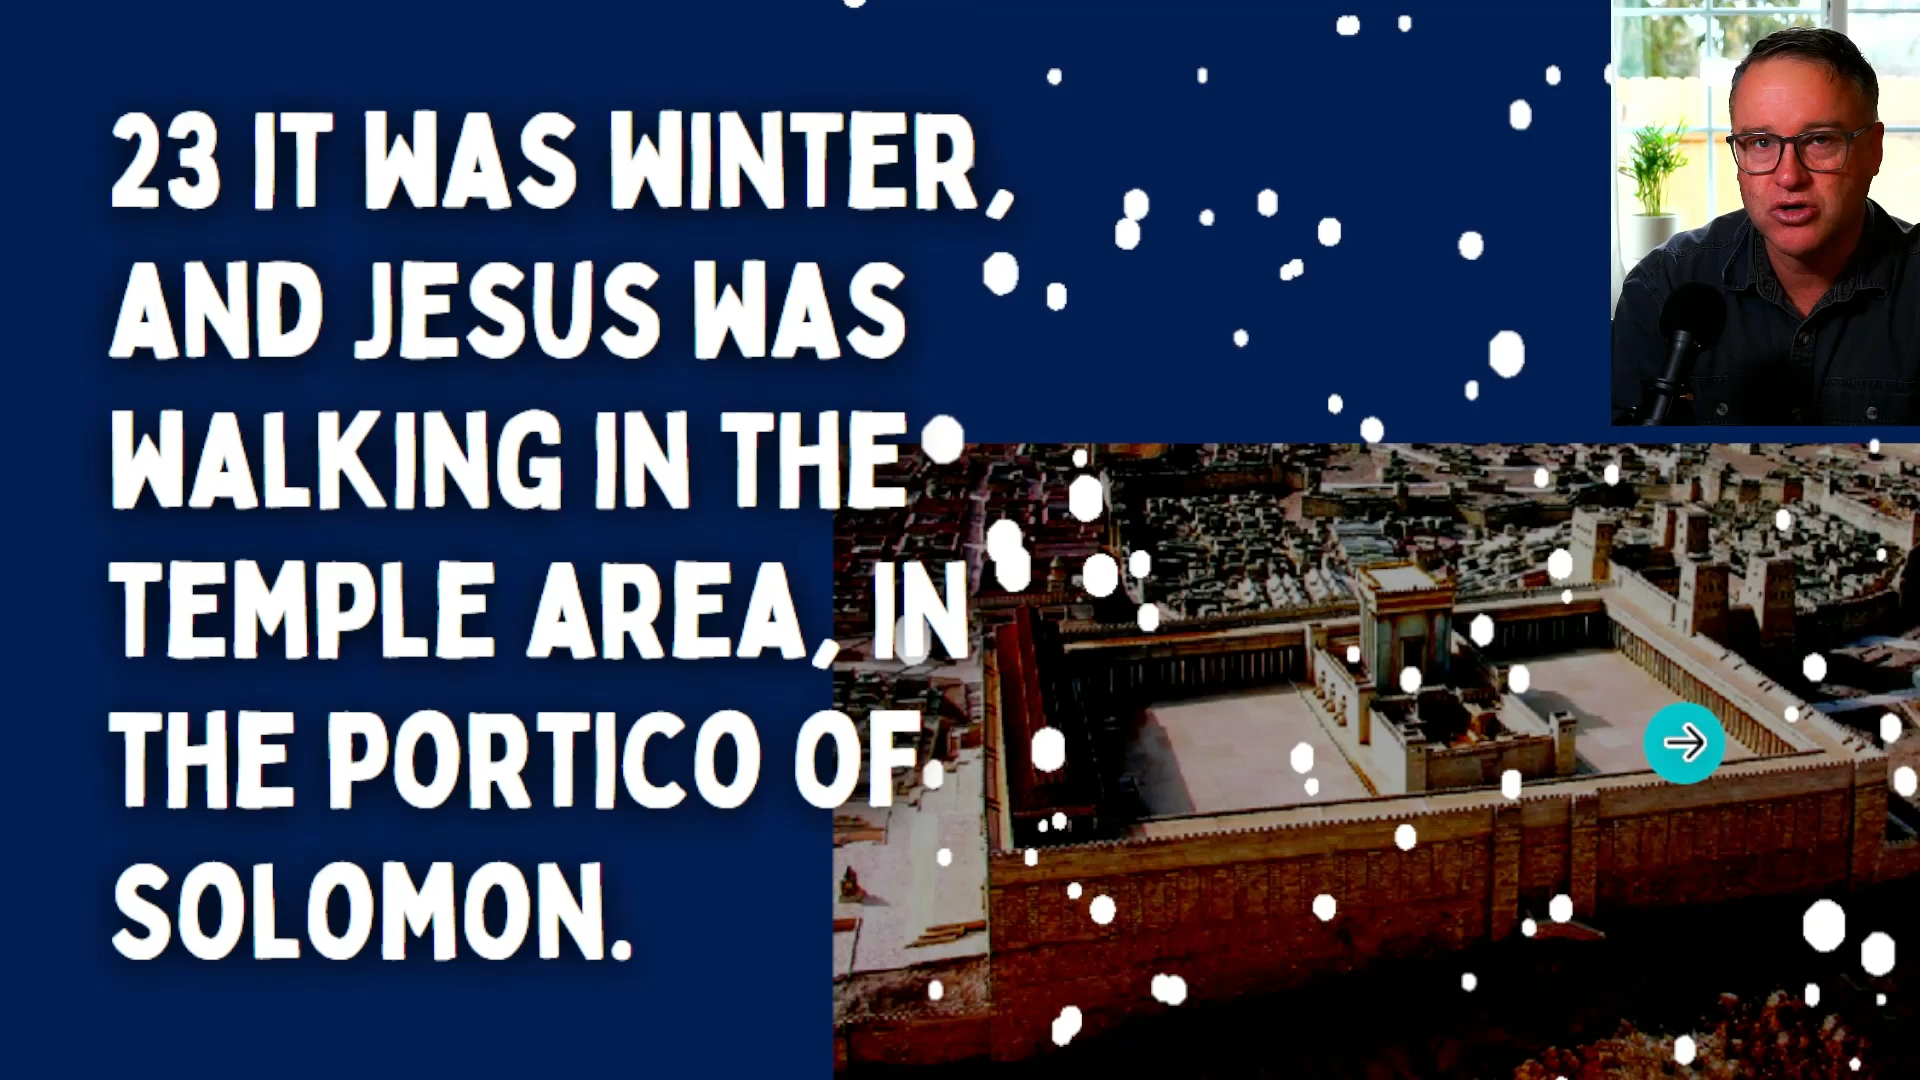 23 IT WAS WINTER,
AND JESUS WAS
WALKING IN THE
TEMPLE AREA, IN
THE PORTICO OF
SOLOMON.